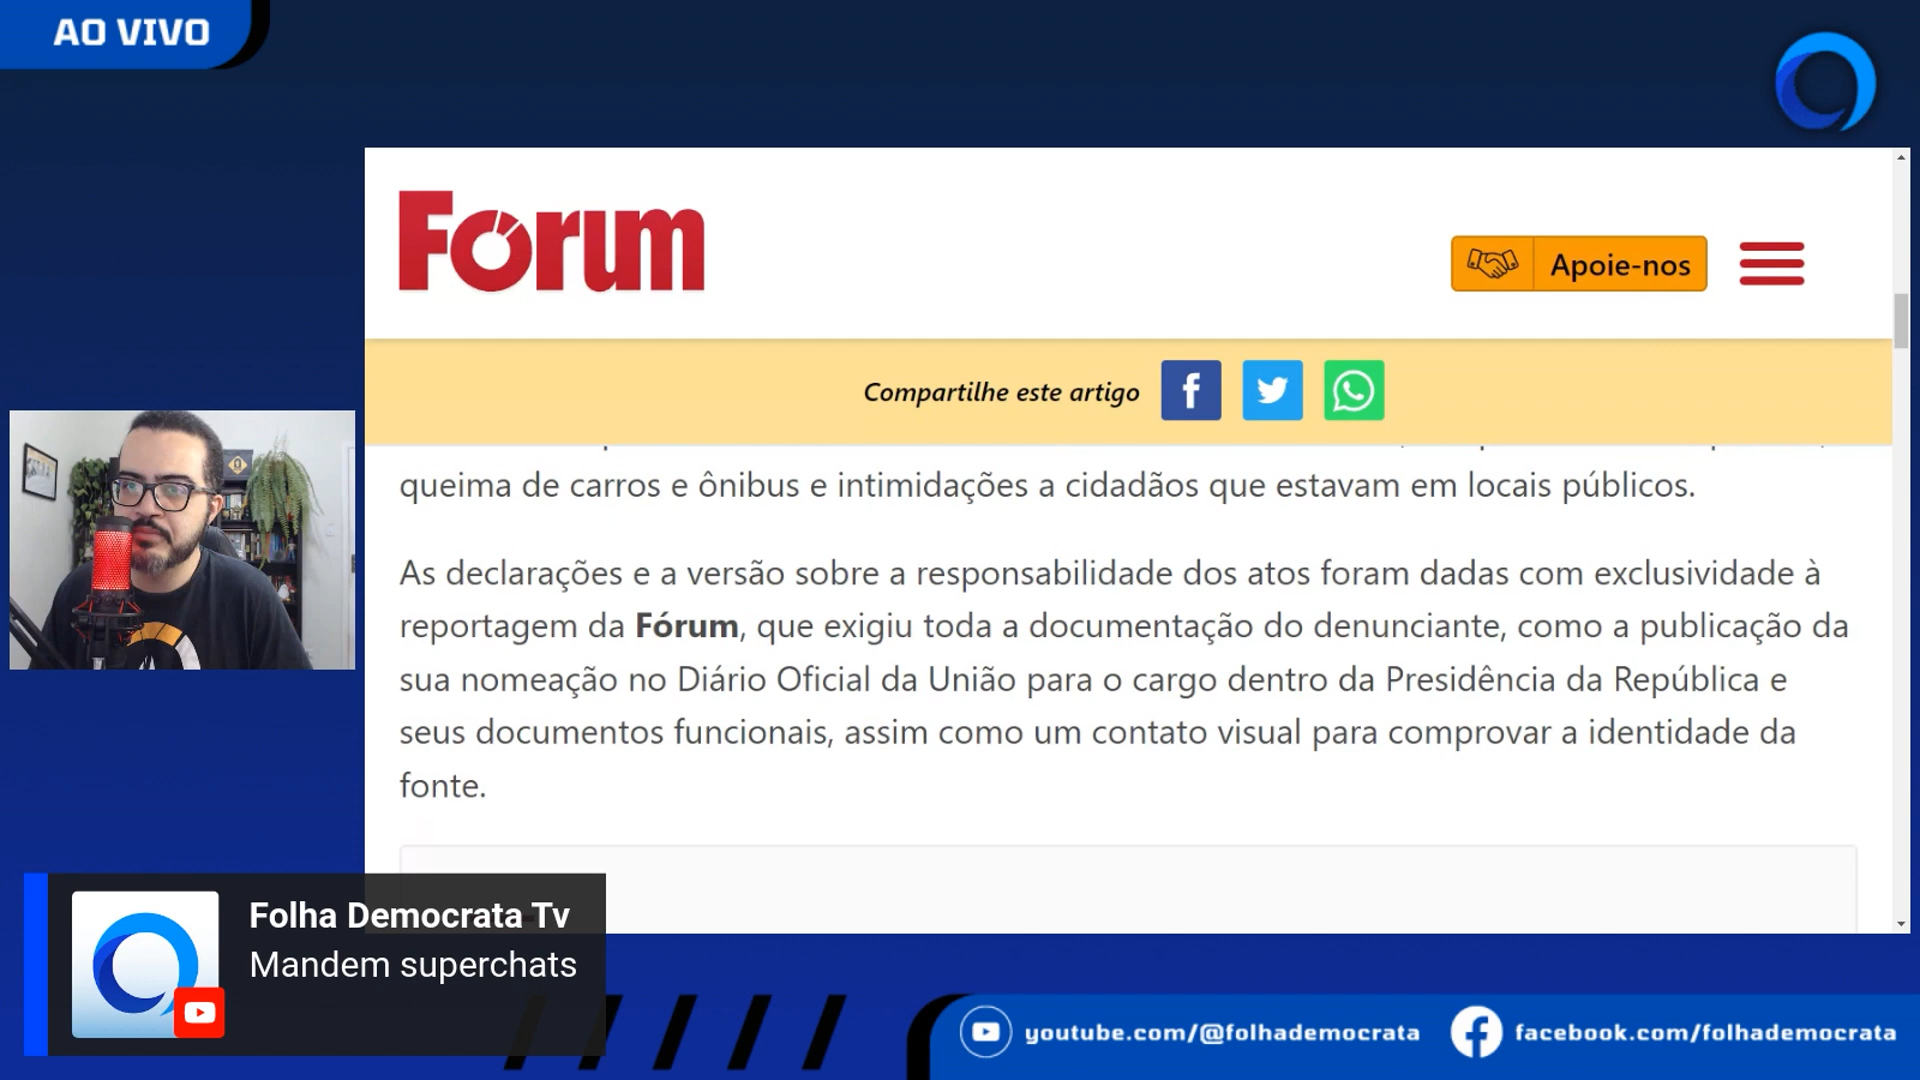 AO VIVO
Fórum
Apoie-nos
Compartilhe este artigo
queima de carros e ônibus e intimidações a cidadãos que estavam em locais públicos.
As declarações e a versão sobre a responsabilidade dos atos foram dadas com exclusividade à
reportagem da Fórum, que exigiu toda a documentação do denunciante, como a publicação da
sua nomeação no Diário Oficial da União para o cargo dentro da Presidência da República e
seus documentos funcionais, assim como um contato visual para comprovar a identidade da
fonte.
Folha Democrata Tv
Mandem superchats
youtube.com/@folhademocrata
facebook.com/folhademocrata